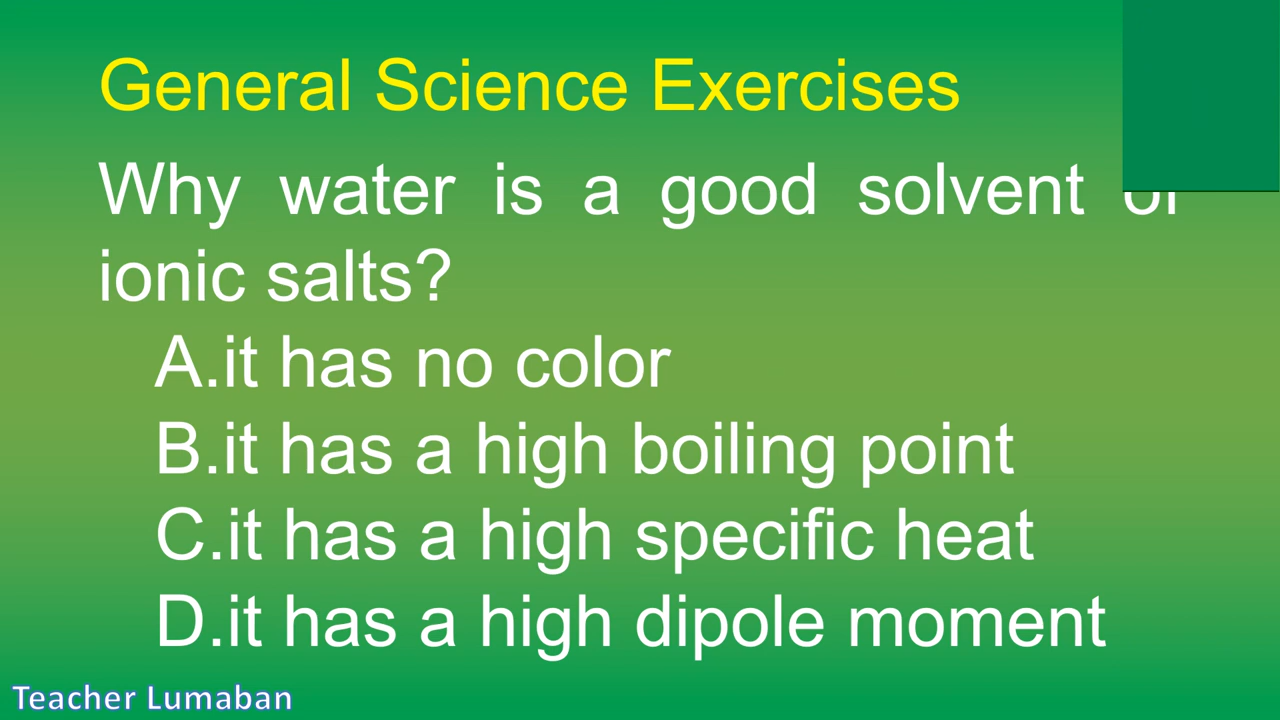 General Science Exercises
Why water is a good solvent of
ionic salts?
A.it has no color
B.it has a high boiling point
C.it has a high specific heat
D.it has a high dipole moment
Teacher Lumaban